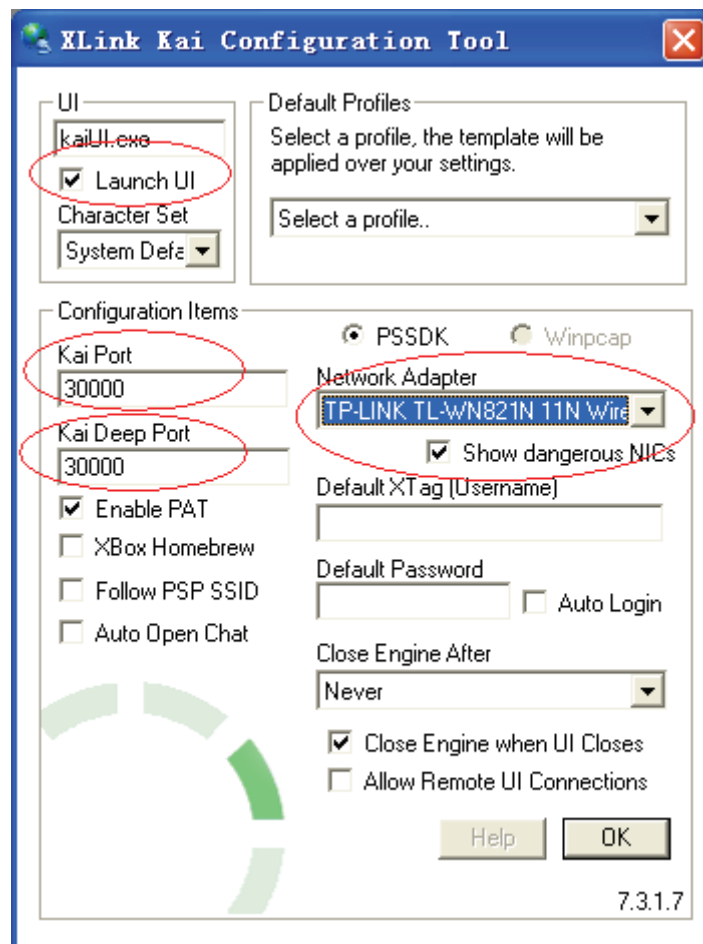 XLink Kai Configuration Tool
UI
kaiUI.exe
Launch UI
Character Set
System Defa
Default Profiles
Select a profile, the template will be
applied over your settings.
Select a profile..
Configuration Items
PSSDK
Winpcap
Kai Port
30000
Kai Deep Port
30000
Enable PAT
XBox Homebrew
Follow PSP SSID
Auto Open Chat
Network Adapter
TP-LINK TL-WN821N 11N Wire
Show dangerous NICs
Default XTag (Username)
Default Password
Auto Login
Close Engine After
Never
Close Engine when UI Closes
Allow Remote UI Connections
Help
OK
7.3.1.7